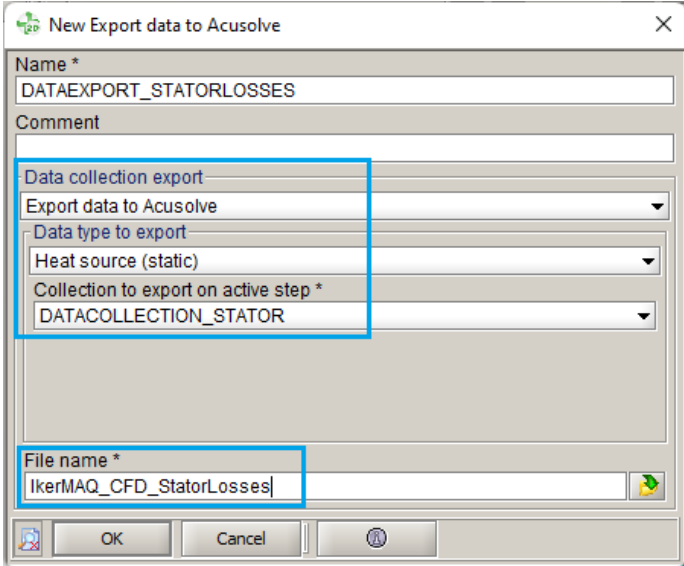 2D
New Export data to Acusolve
Name *
DATAEXPORT_STATORLOSSES
Comment
Data collection export
Export data to Acusolve
Data type to export
Heat source (static)
Collection to export on active step *
DATACOLLECTION_STATOR
File name *
IkerMAQ_CFD_StatorLosses
OK
Cancel